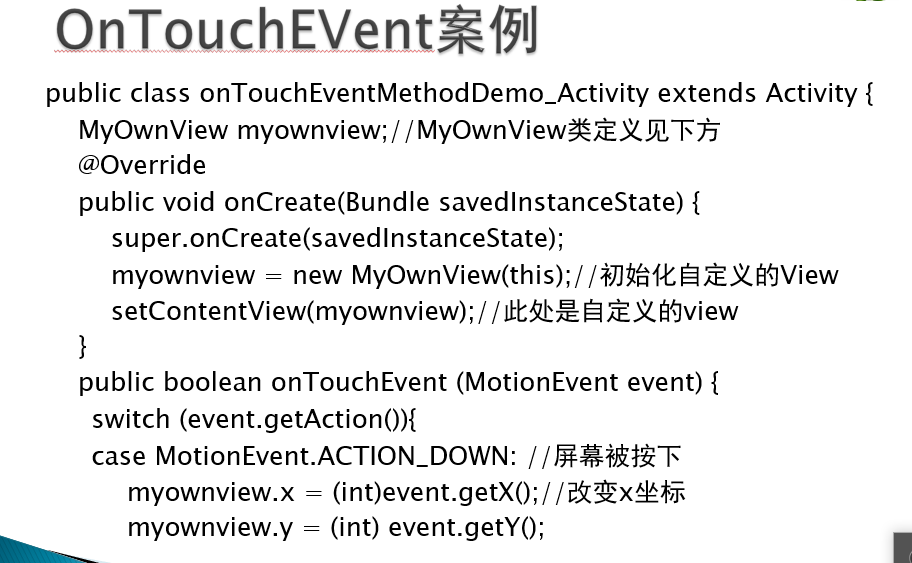 OnTouchEVent案例
public class onTouchEventMethodDemo_Activity extends Activity {
MyOwnView myownview;//MyOwnView类定义见下方
@Override
public void onCreate(Bundle savedInstanceState) {
super.onCreate(savedInstanceState);
myownview = new MyOwnView(this);//初始化自定义的View
setContentView(myownview);//此处是自定义的view
}
public boolean onTouchEvent (MotionEvent event) {
switch (event.getAction()){
case MotionEvent.ACTION_DOWN: //屏幕被按下
myownview.x = (int)event.getX();//改变x坐标
myownview.y = (int) event.getY();